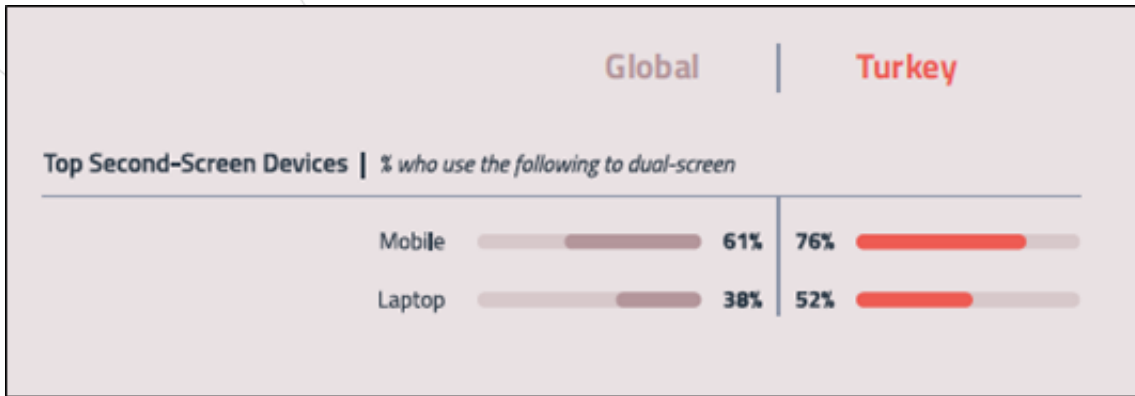 Global | Turkey
Top Second-Screen Devices | % who use the following to dual-screen
Mobile 61% 76%
Laptop 38% 52%